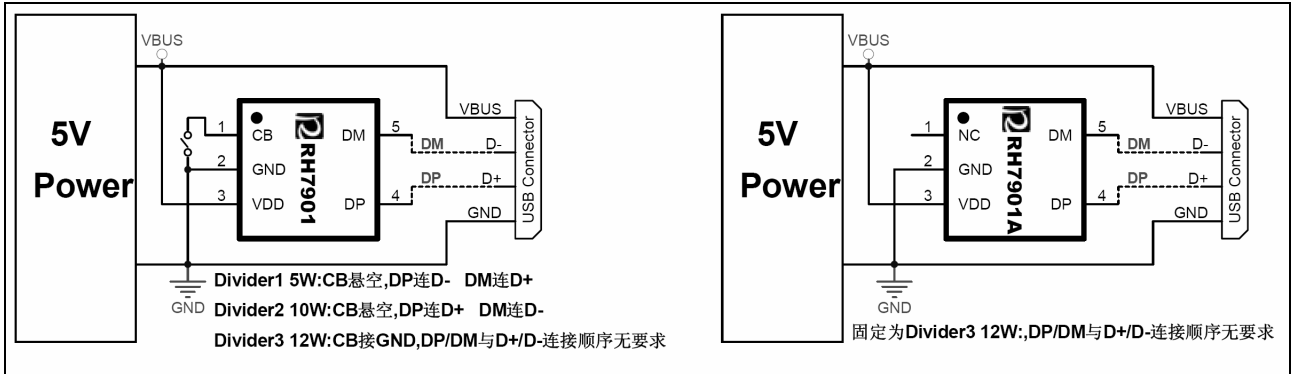 5V
Power
VBUS
1
CB
2
GND
3
VDD
RH7901
DM
5
DP
4
DM
DP
VBUS
D-
D+
GND
USB Connector
GND
Divider1 5W:CB悬空,DP连D- DM连D+
Divider2 10W:CB悬空,DP连D+ DM连D-
Divider3 12W:CB接GND,DP/DM与D+/D-连接顺序无要求
5V
Power
VBUS
1
NC
2
GND
3
VDD
RH7901A
DM
5
DP
4
DM
DP
VBUS
D-
D+
GND
USB Connector
GND
固定为Divider3 12W:,DP/DM与D+/D-连接顺序无要求